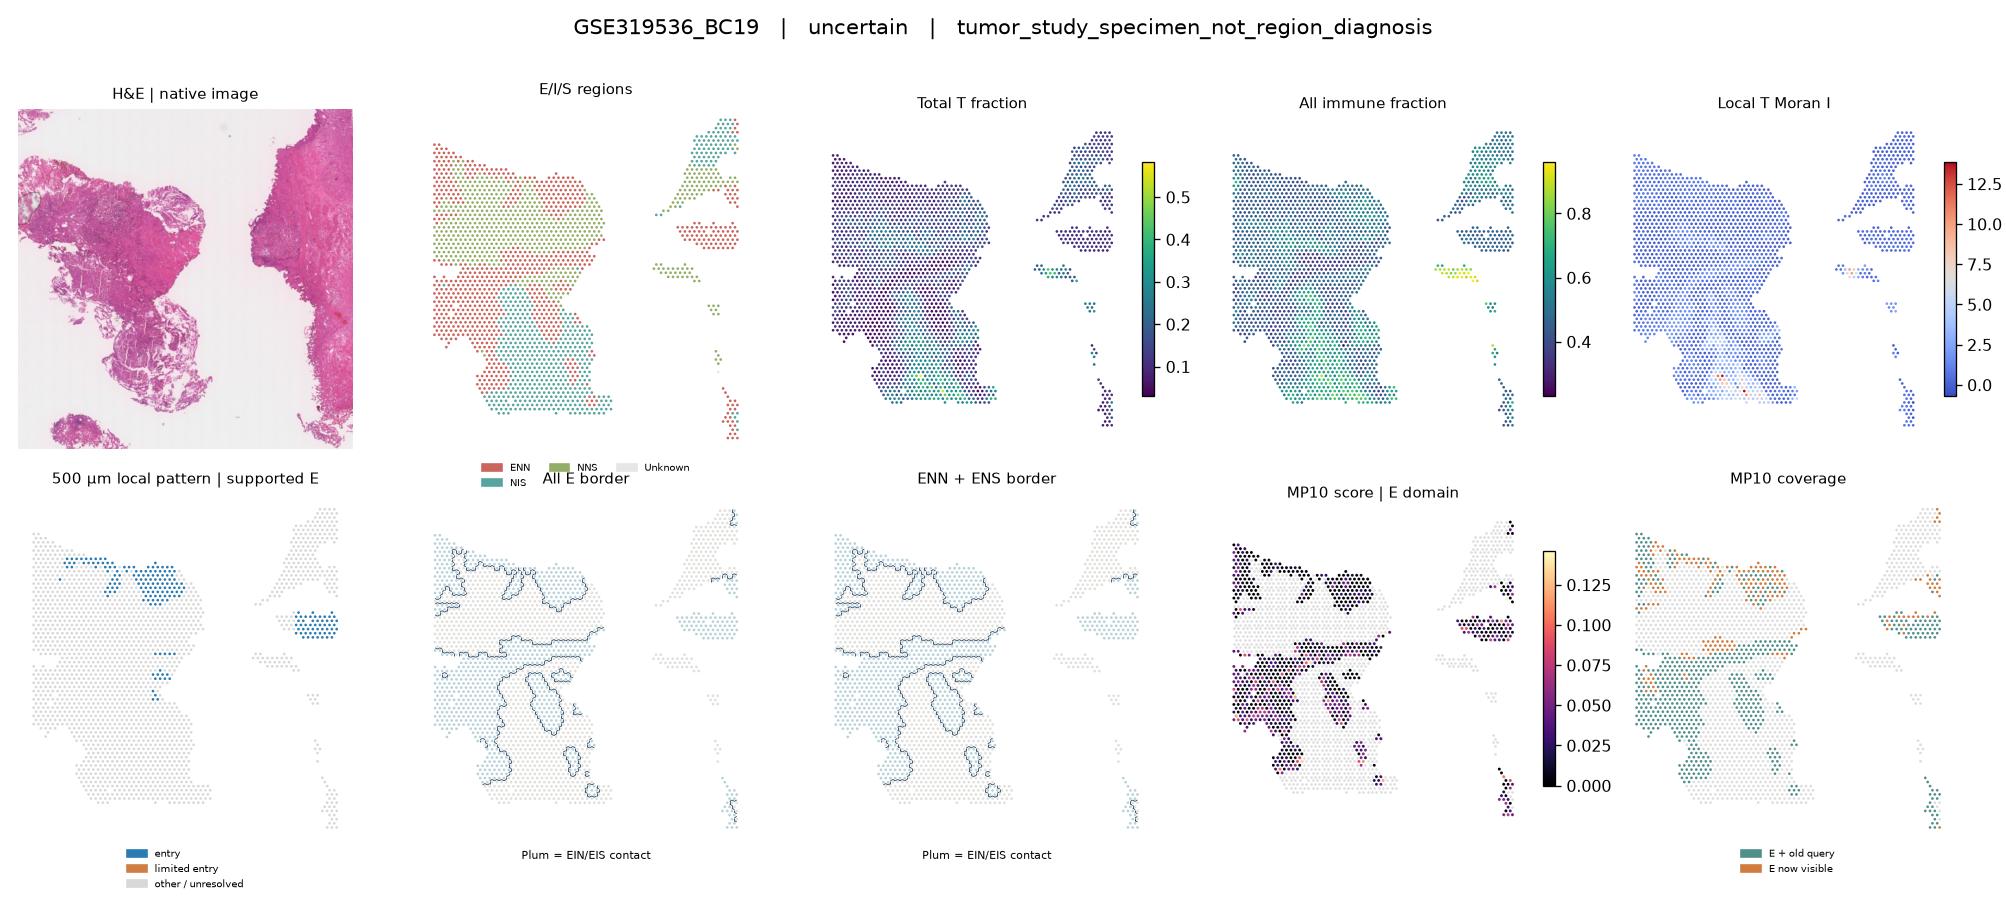 GSE319536_BC19 | uncertain | tumor_study_specimen_not_region_diagnosis
H&E | native image
E/I/S regions
Total T fraction
All immune fraction
Local T Moran I
0.5
0.4
0.3
0.2
0.1
0.8
0.6
0.4
12.5
10.0
7.5
5.0
2.5
0.0
ENN
NNS
Unknown
NIS
500 µm local pattern | supported E
All E border
ENN + ENS border
MP10 score | E domain
MP10 coverage
0.125
0.100
0.075
0.050
0.025
0.000
entry
limited entry
other / unresolved
Plum = EIN/EIS contact
Plum = EIN/EIS contact
E + old query
E now visible